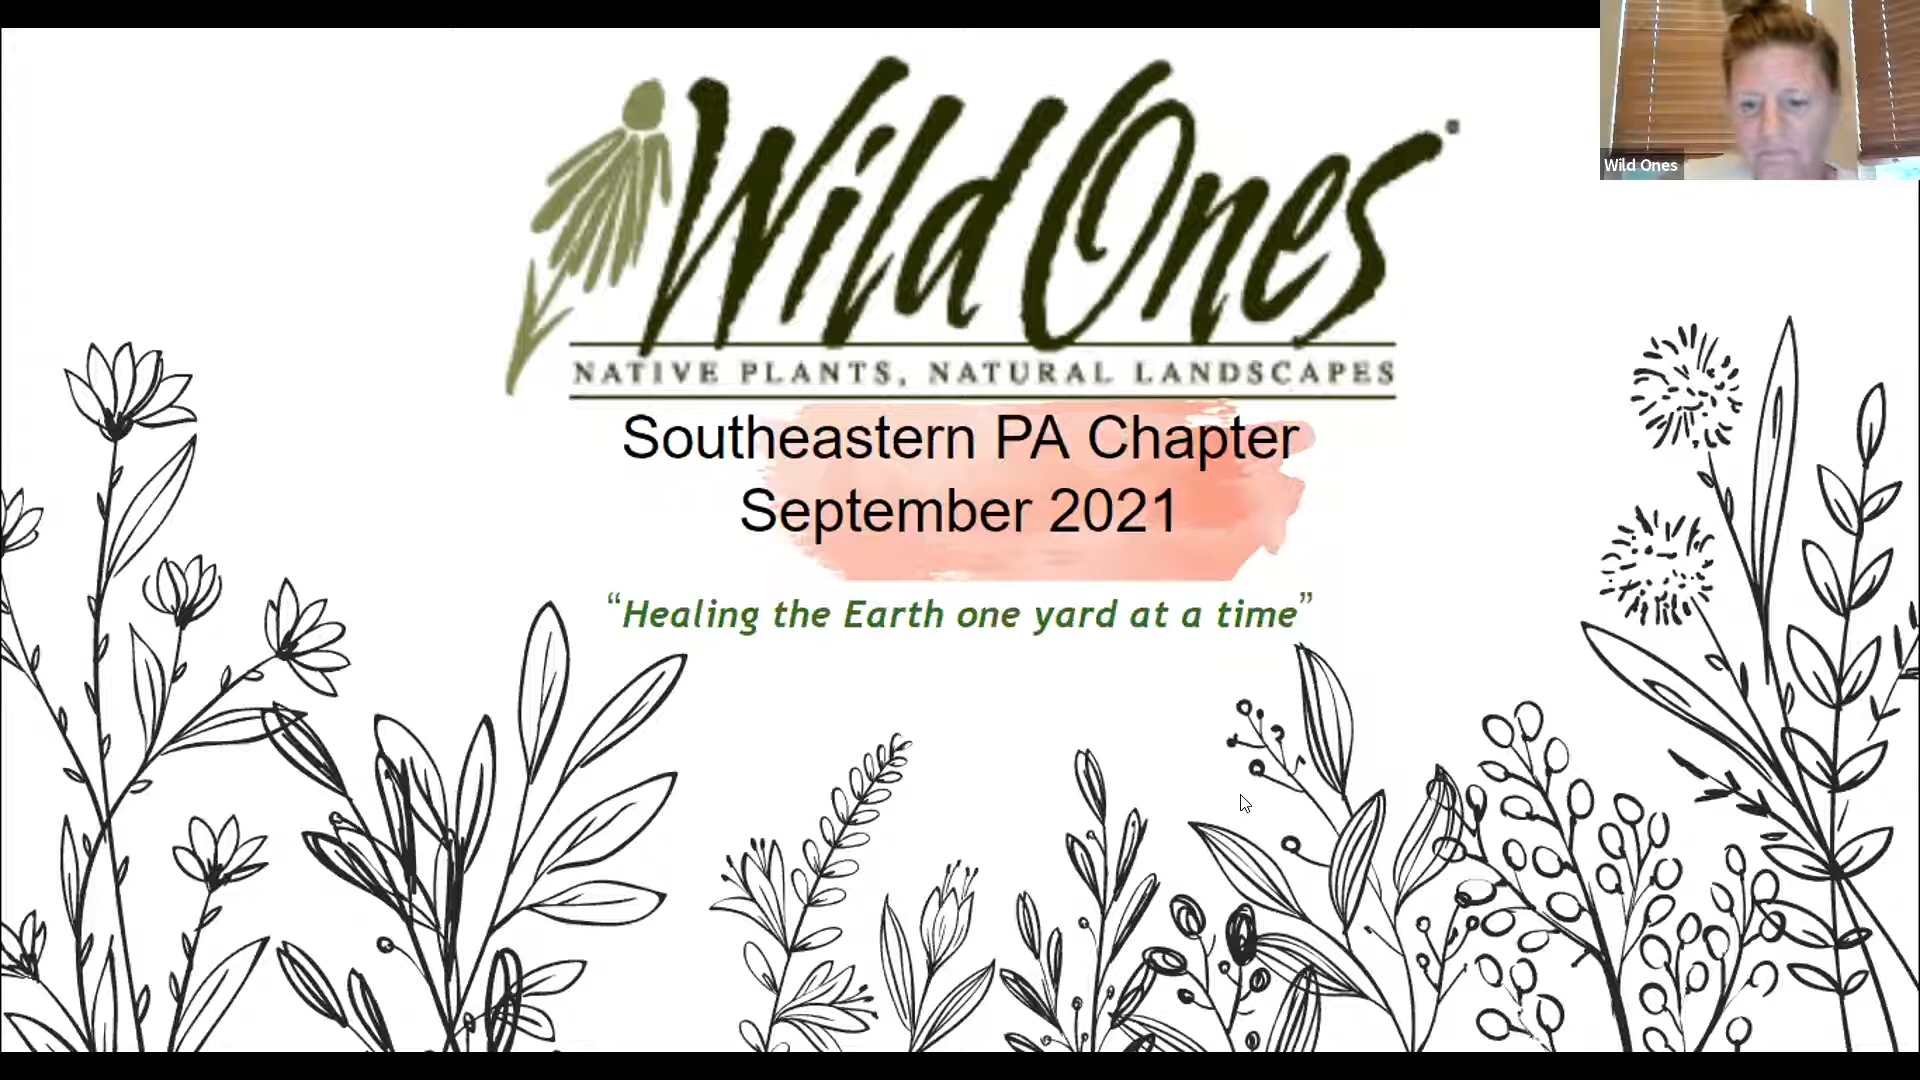 Wild Ones
NATIVE PLANTS, NATURAL LANDSCAPES
Southeastern PA Chapter
September 2021
“Healing the Earth one yard at a time”
Wild Ones